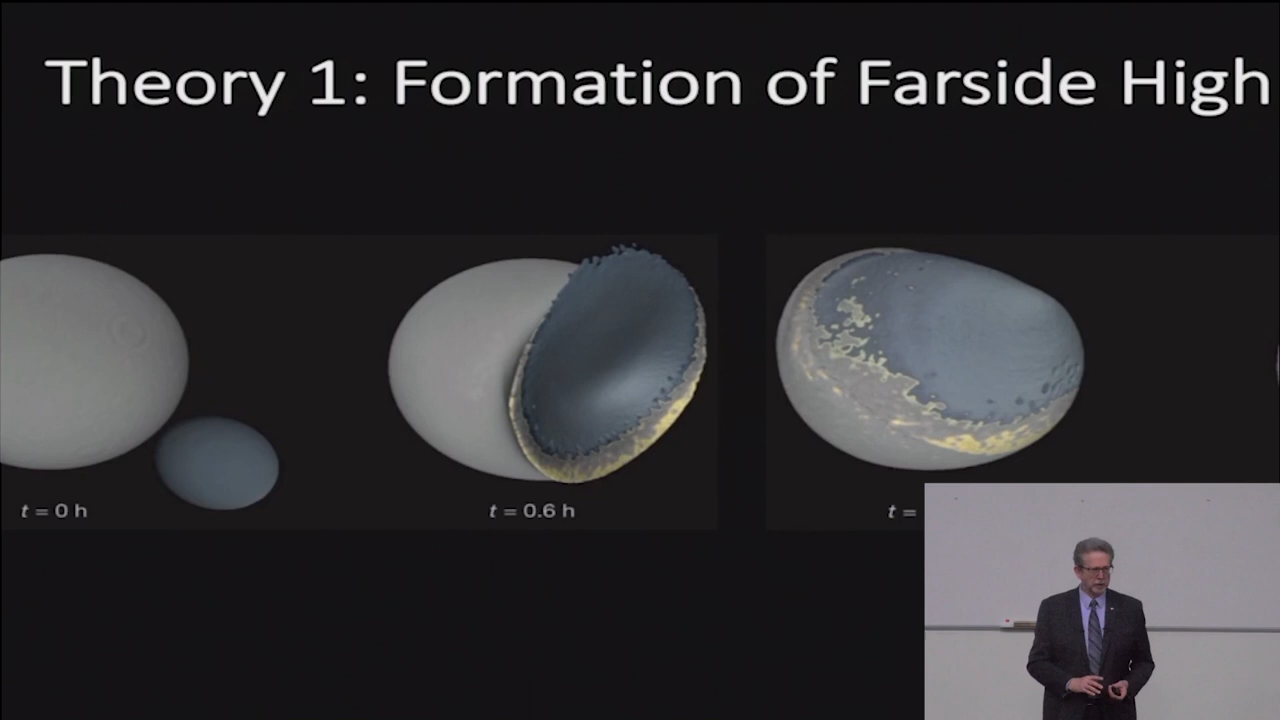 Theory 1: Formation of Farside High
t = 0 h
t = 0.6 h
t =